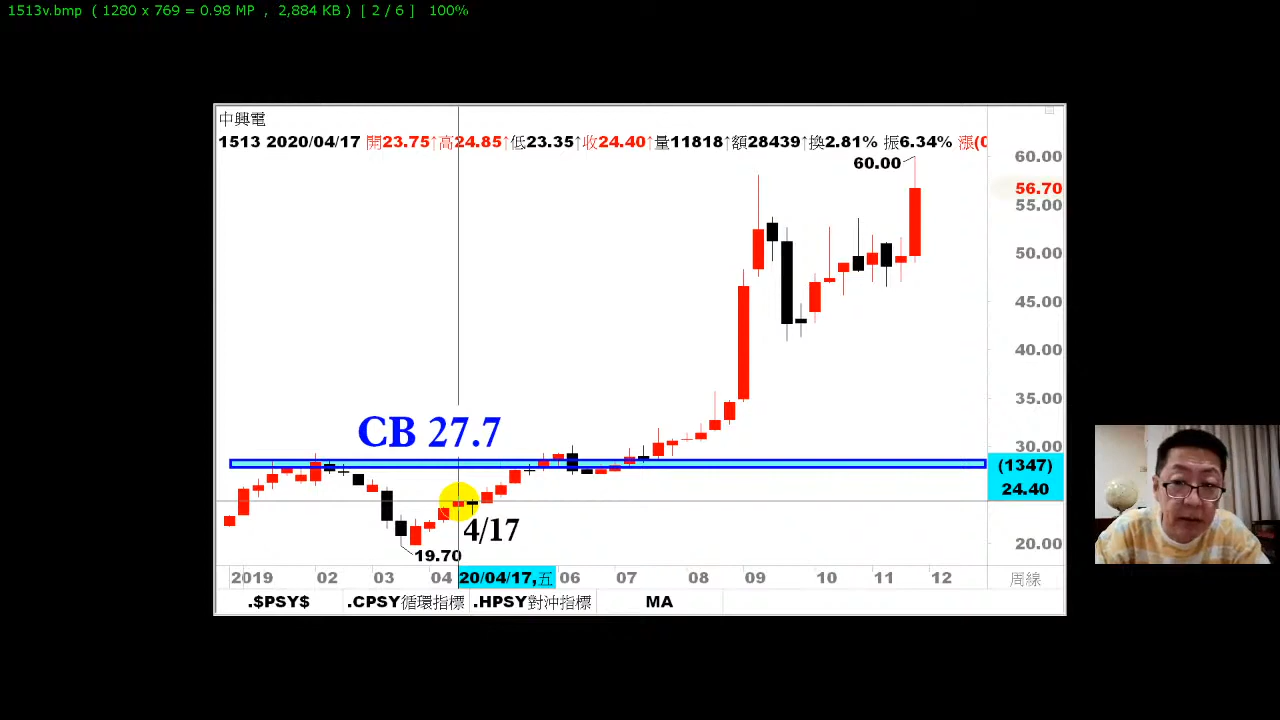 1513v.bmp ( 1280 x 769 = 0.98 MP , 2,884 KB ) [ 2 / 6 ] 100%
中興電
1513 2020/04/17 開23.75↑高24.85↑低23.35↑收24.40↑量11818↑額28439↑換2.81% 振6.34% 漲(0
60.00
60.00
56.70
55.00
50.00
45.00
40.00
35.00
CB 27.7
30.00
(1347)
24.40
4/17
19.70
20.00
2019 02 03 04 20/04/17,五 06 07 08 09 10 11 12 周線
.$PSY$ .CPSY循環指標 .HPSY對沖指標 MA